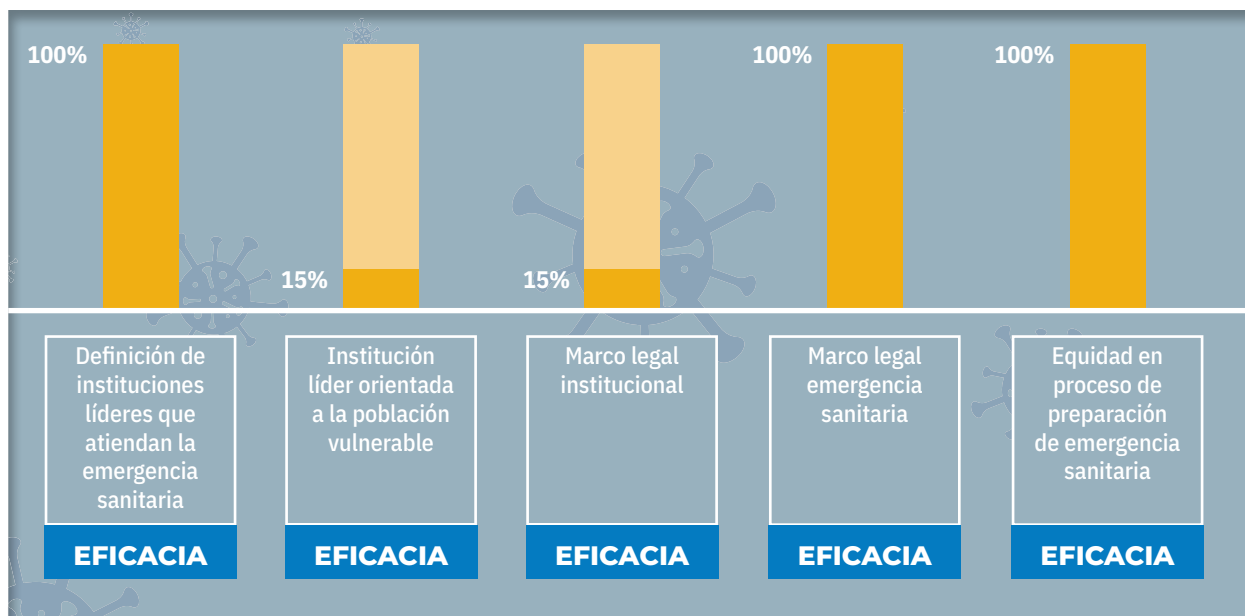 100%
15%
15%
100%
100%
Definición de
instituciones
líderes que
atiendan la
emergencia
sanitaria
EFICACIA
Institución
líder orientada
a la población
vulnerable
EFICACIA
Marco legal
institucional
EFICACIA
Marco legal
emergencia
sanitaria
EFICACIA
Equidad en
proceso de
preparación
de emergencia
sanitaria
EFICACIA